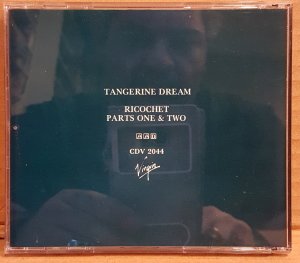 TANGERINE DREAM
RICOCHET
PARTS ONE & TWO
CDV 2044
Virgin